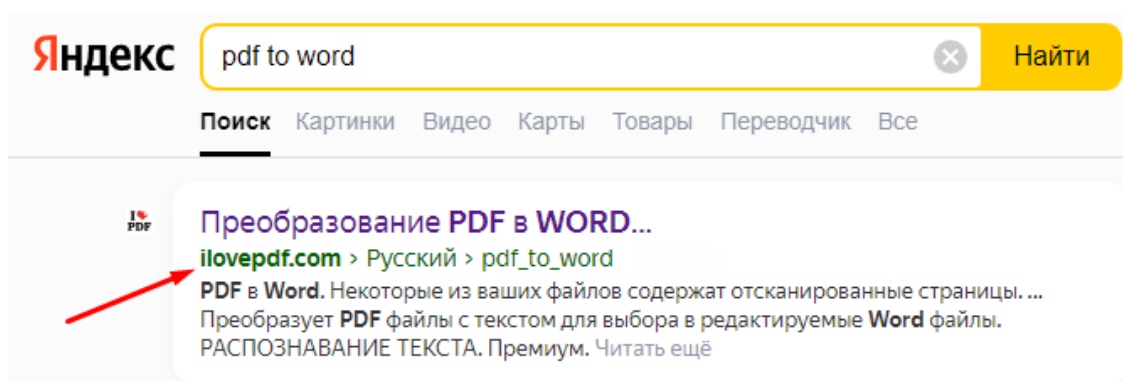 Яндекс pdf to word Найти
Поиск Картинки Видео Карты Товары Переводчик Все
I PDF Преобразование PDF в WORD...
ilovepdf.com › Русский › pdf_to_word
PDF в Word. Некоторые из ваших файлов содержат отсканированные страницы. ...
Преобразует PDF файлы с текстом для выбора в редактируемые Word файлы.
РАСПОЗНАВАНИЕ ТЕКСТА. Премиум. Читать ещё